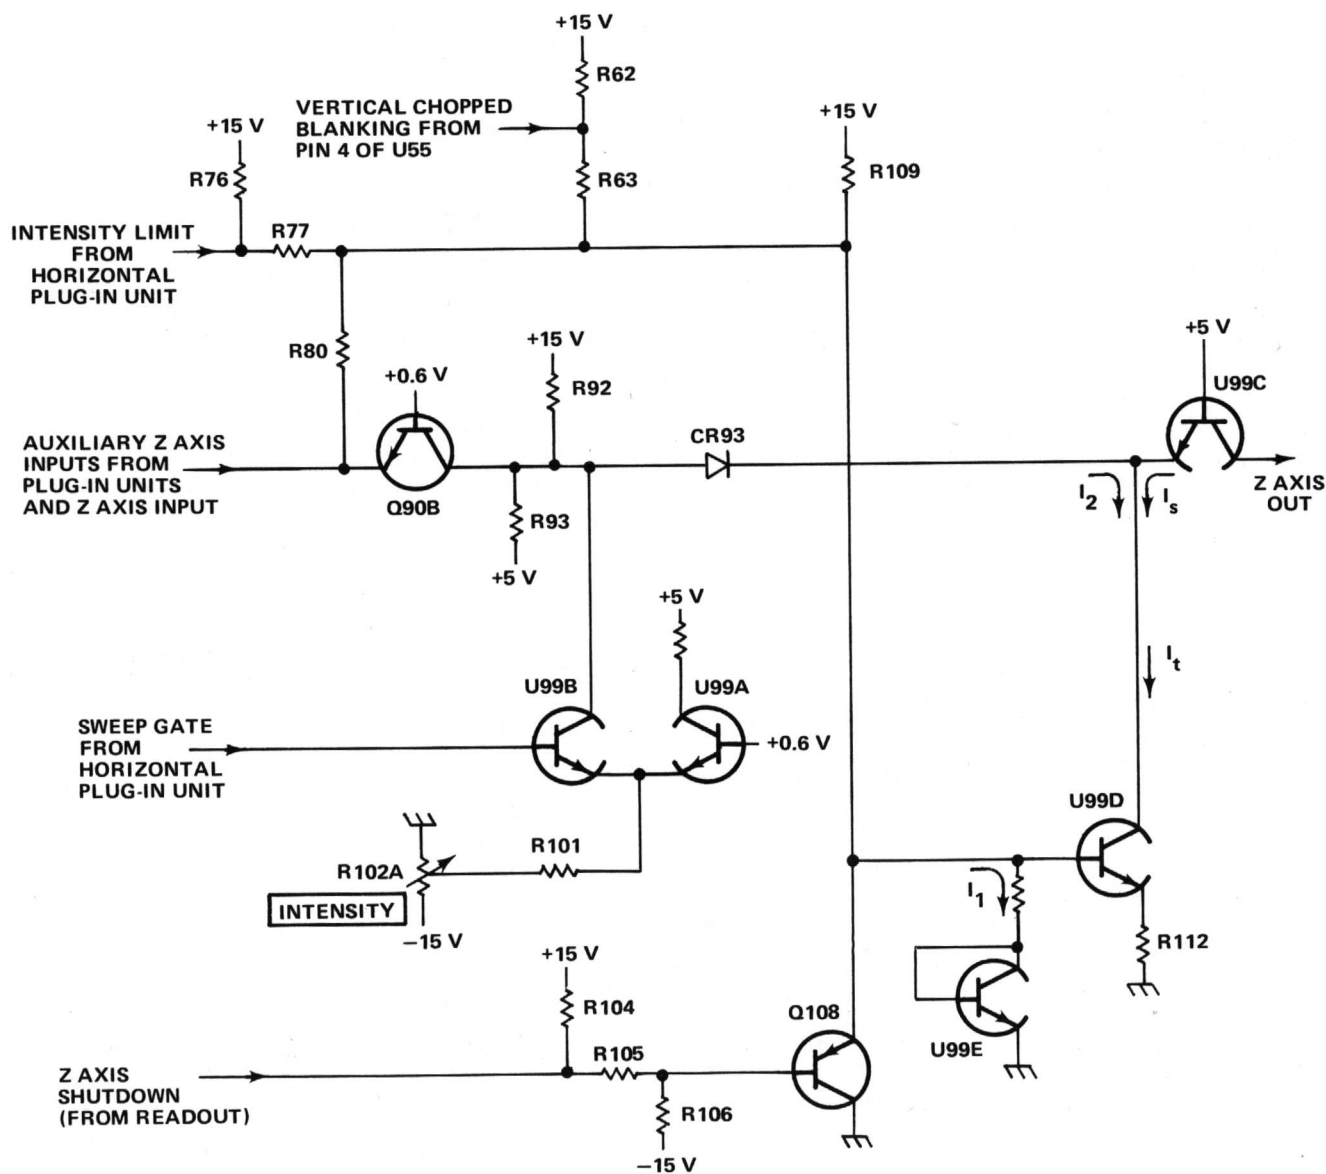 +15 V
R62
VERTICAL CHOPPED
BLANKING FROM
PIN 4 OF U55
+15 V
+15 V
R76
R63
R109
R77
INTENSITY LIMIT
FROM
HORIZONTAL
PLUG-IN UNIT
R80
+15 V
+5 V
+0.6 V
R92
U99C
AUXILIARY Z AXIS
INPUTS FROM
PLUG-IN UNITS
AND Z AXIS INPUT
CR93
Q90B
R93
I2
Is
Z AXIS
OUT
+5 V
+5 V
It
U99B
U99A
SWEEP GATE
FROM
HORIZONTAL
PLUG-IN UNIT
+0.6 V
U99D
R101
R102A
INTENSITY
I1
−15 V
R112
+15 V
R104
Q108
U99E
R105
Z AXIS
SHUTDOWN
(FROM READOUT)
R106
−15 V